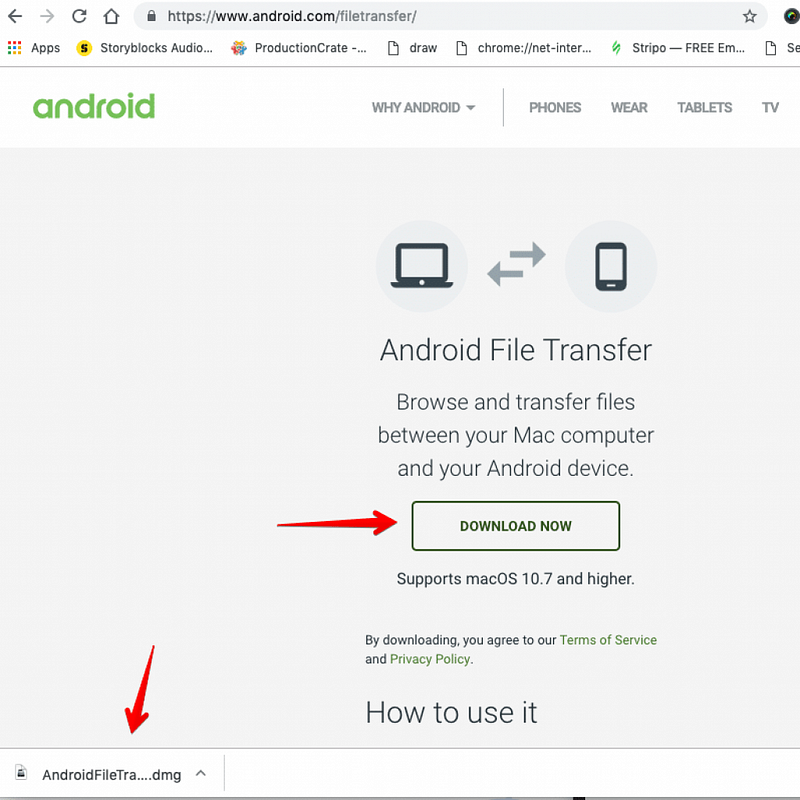 https://www.android.com/filetransfer/
Apps S Storyblocks Audio... ProductionCrate -... draw chrome://net-inter... Stripo — FREE Em... Se
android WHY ANDROID PHONES WEAR TABLETS TV
Android File Transfer
Browse and transfer files
between your Mac computer
and your Android device.
DOWNLOAD NOW
Supports macOS 10.7 and higher.
By downloading, you agree to our Terms of Service
and Privacy Policy.
How to use it
AndroidFileTra....dmg